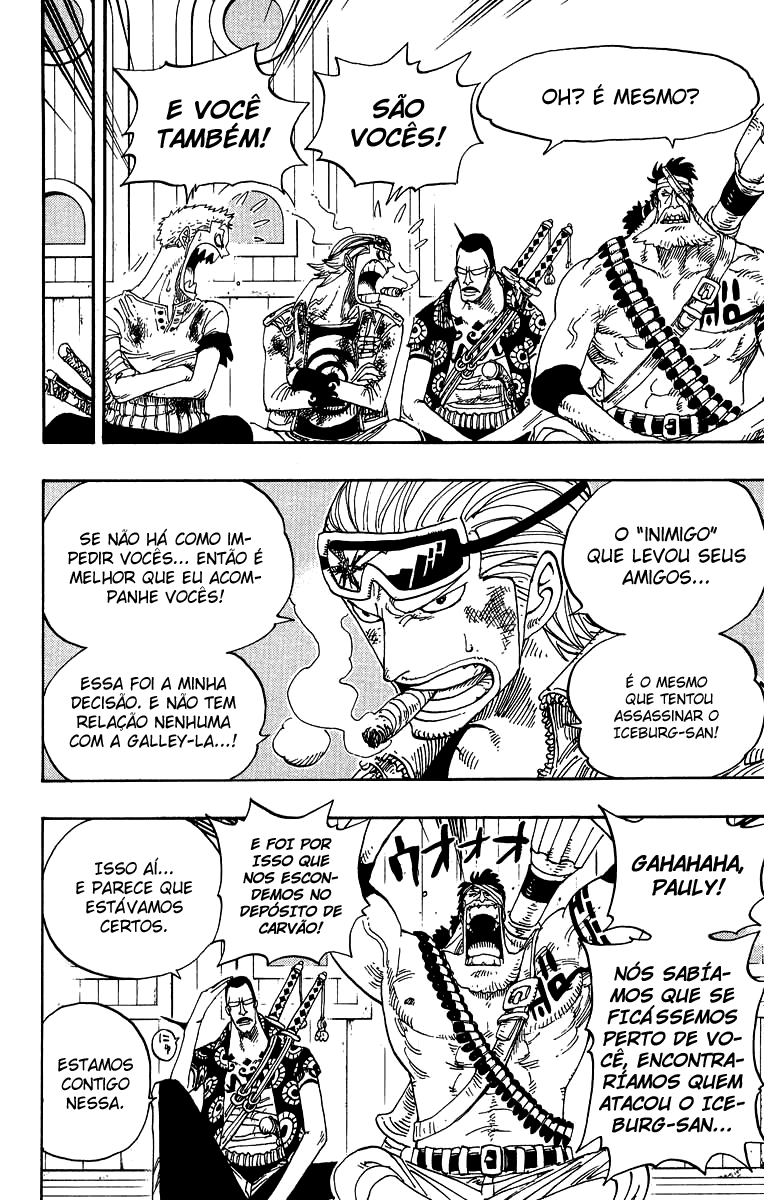 OH? É MESMO?
SÃO
VOCÊS!
E VOCÊ
TAMBÉM!
O "INIMIGO"
QUE LEVOU SEUS
AMIGOS...
É O MESMO
QUE TENTOU
ASSASSINAR O
ICEBURG-SAN!
SE NÃO HÁ COMO IM-
PEDIR VOCÊS... ENTÃO É
MELHOR QUE EU ACOM-
PANHE VOCÊS!
ESSA FOI A MINHA
DECISÃO. E NÃO TEM
RELAÇÃO NENHUMA
COM A GALLEY-LA...!
GAHAHAHA,
PAULY!
NÓS SABÍA-
MOS QUE SE
FICÁSSEMOS
PERTO DE VO-
CÊ, ENCONTRA-
RÍAMOS QUEM
ATACOU O ICE-
BURG-SAN...
ウオオオ
E FOI POR
ISSO QUE
NOS ESCON-
DEMOS NO
DEPÓSITO DE
CARVÃO!
ISSO AÍ...
E PARECE QUE
ESTÁVAMOS
CERTOS.
ESTAMOS
CONTIGO
NESSA.